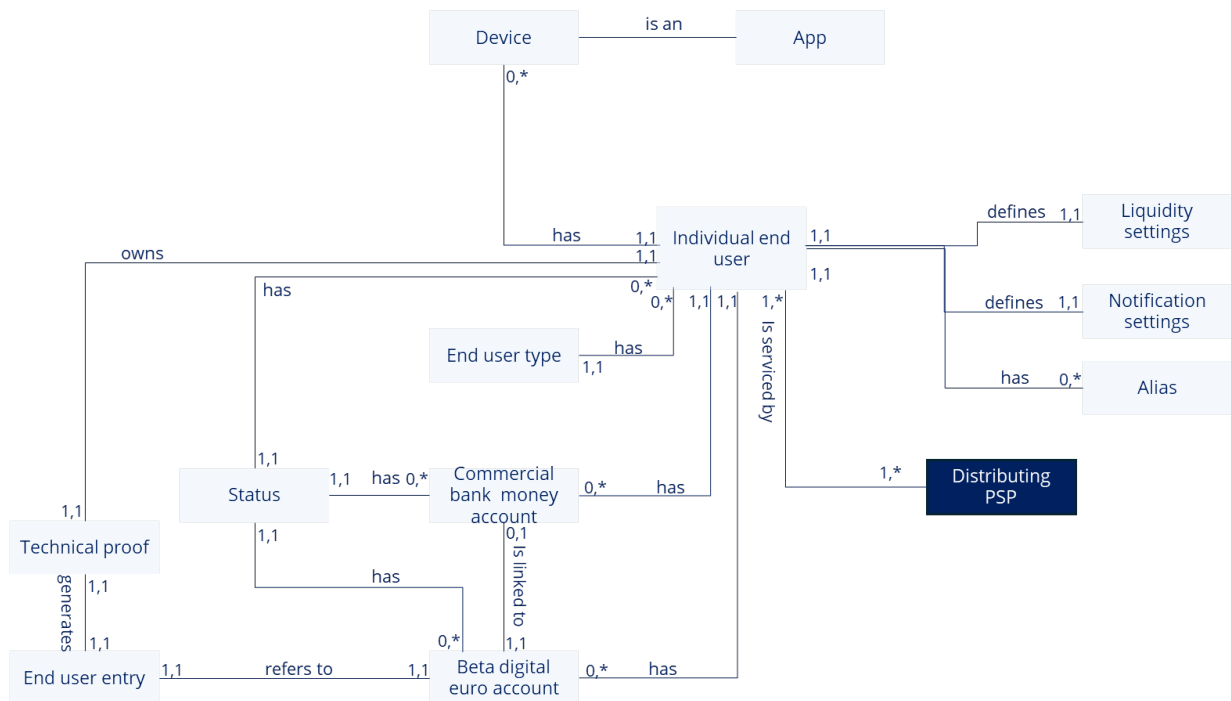 Device
is an
App
0,*
defines
1,1
Liquidity
settings
has
1,1
Individual end
user
1,1
owns
1,1
has
0,*
1,1
0,*
1,1
1,1
1,*
defines
1,1
Notification
settings
Is serviced by
End user type
has
1,1
has
0,*
Alias
1,1
Status
1,1
has
0,*
Commercial
bank money
account
0,*
has
1,*
Distributing
PSP
1,1
Technical proof
1,1
0,1
Is linked to
generates
1,1
has
1,1
0,*
1,1
End user entry
1,1
refers to
1,1
Beta digital
euro account
0,*
has